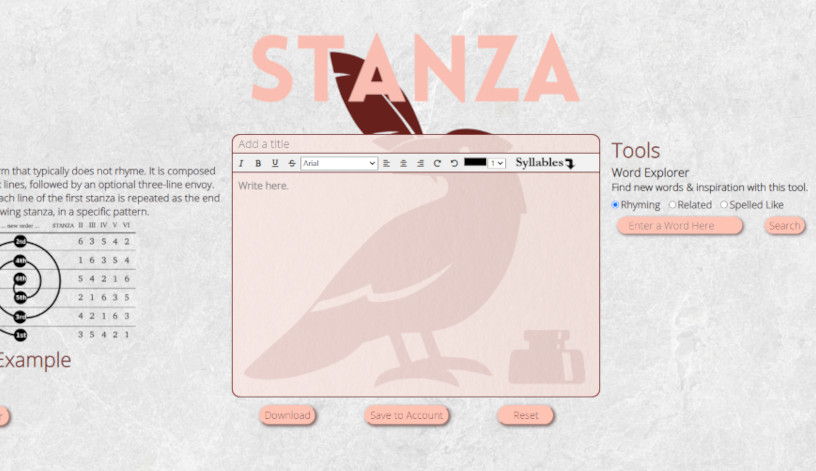 STANZA
rm that typically does not rhyme. It is composed
lines, followed by an optional three-line envoy.
ach line of the first stanza is repeated as the end
wing stanza, in a specific pattern.
... new order ... STANZA II III IV V VI
2nd 6 3 5 4 2
4th 1 6 3 5 4
6th 5 4 2 1 6
5th 2 1 6 3 5
3rd 4 2 1 6 3
1st 3 5 4 2 1
Example
Add a title
I B U S Arial 1 Syllables
Write here.
Download Save to Account Reset
Tools
Word Explorer
Find new words & inspiration with this tool.
Rhyming Related Spelled Like
Enter a Word Here Search